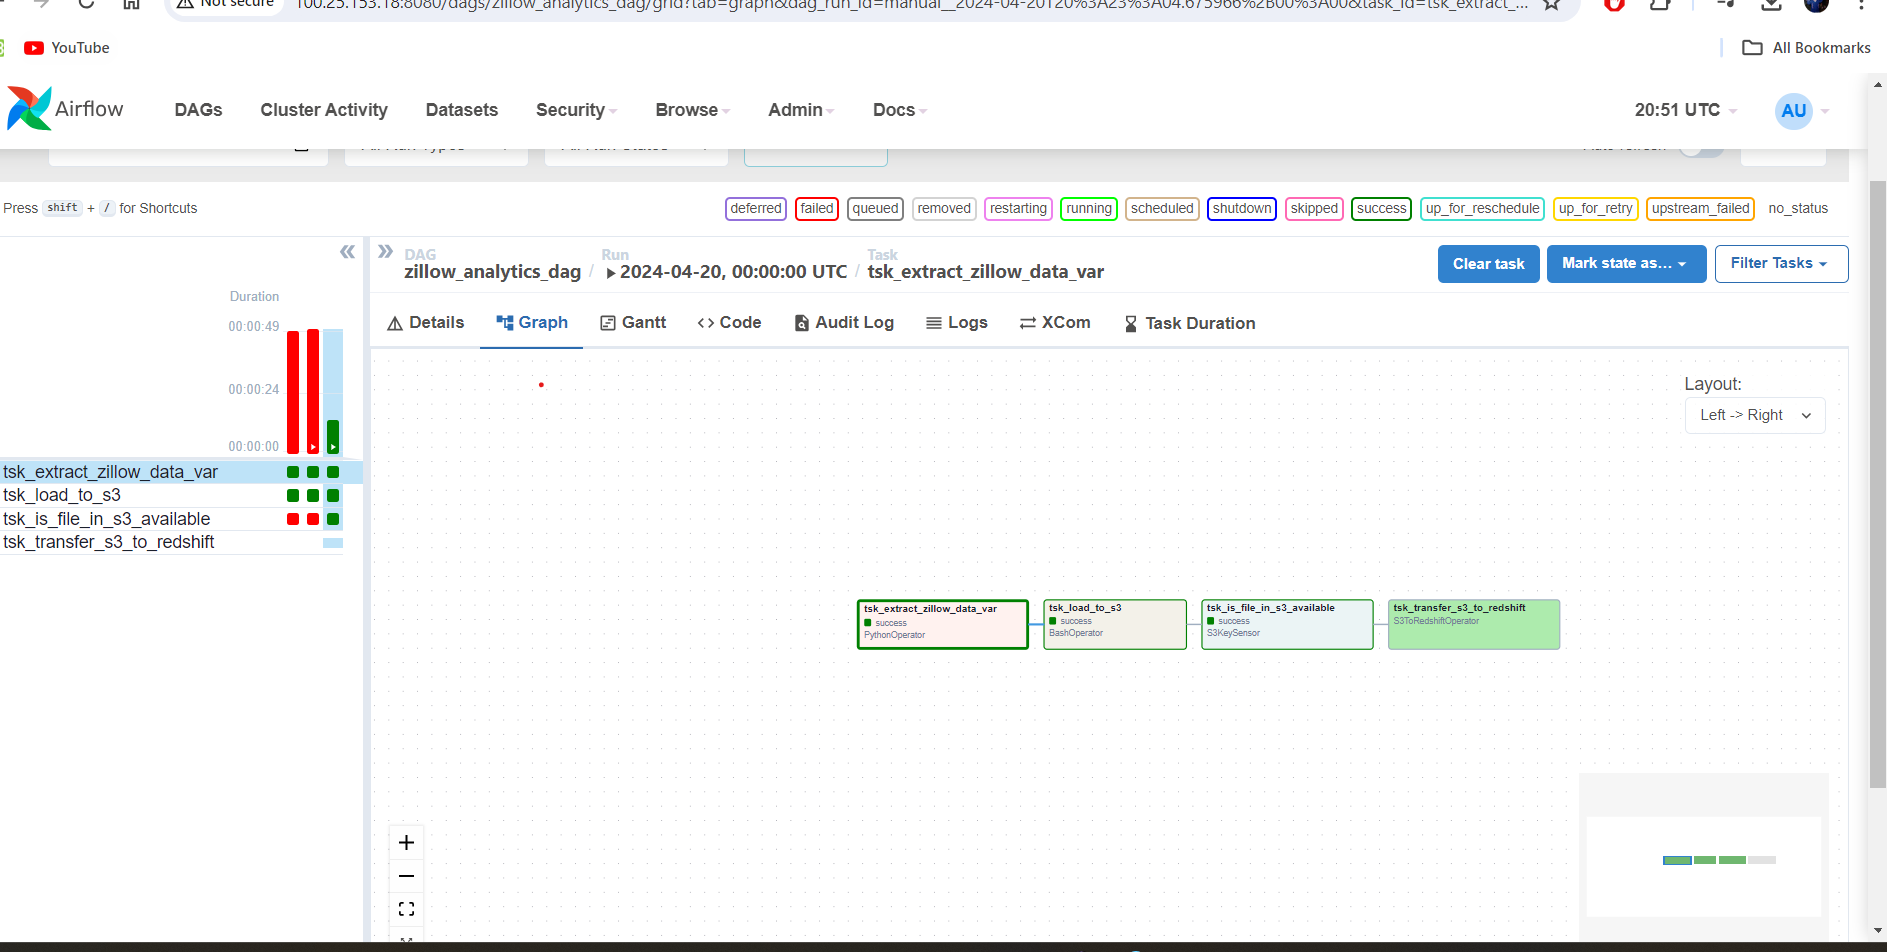 Not secure
100.25.153.18:8080/dags/zillow_analytics_dag/grid?tab=graph&dag_run_id=manual__2024-04-20T20%3A23%3A04.675966%2B00%3A00&task_id=tsk_extract_...
YouTube
All Bookmarks
Airflow
DAGs
Cluster Activity
Datasets
Security
Browse
Admin
Docs
20:51 UTC
AU
Press shift + / for Shortcuts
deferred
failed
queued
removed
restarting
running
scheduled
shutdown
skipped
success
up_for_reschedule
up_for_retry
upstream_failed
no_status
DAG
zillow_analytics_dag
/
Run
2024-04-20, 00:00:00 UTC
/
Task
tsk_extract_zillow_data_var
Clear task
Mark state as...
Filter Tasks
Duration
00:00:49
00:00:24
00:00:00
tsk_extract_zillow_data_var
tsk_load_to_s3
tsk_is_file_in_s3_available
tsk_transfer_s3_to_redshift
Details
Graph
Gantt
Code
Audit Log
Logs
XCom
Task Duration
Layout:
Left -> Right
tsk_extract_zillow_data_var
success
PythonOperator
tsk_load_to_s3
success
BashOperator
tsk_is_file_in_s3_available
success
S3KeySensor
tsk_transfer_s3_to_redshift
S3ToRedshiftOperator